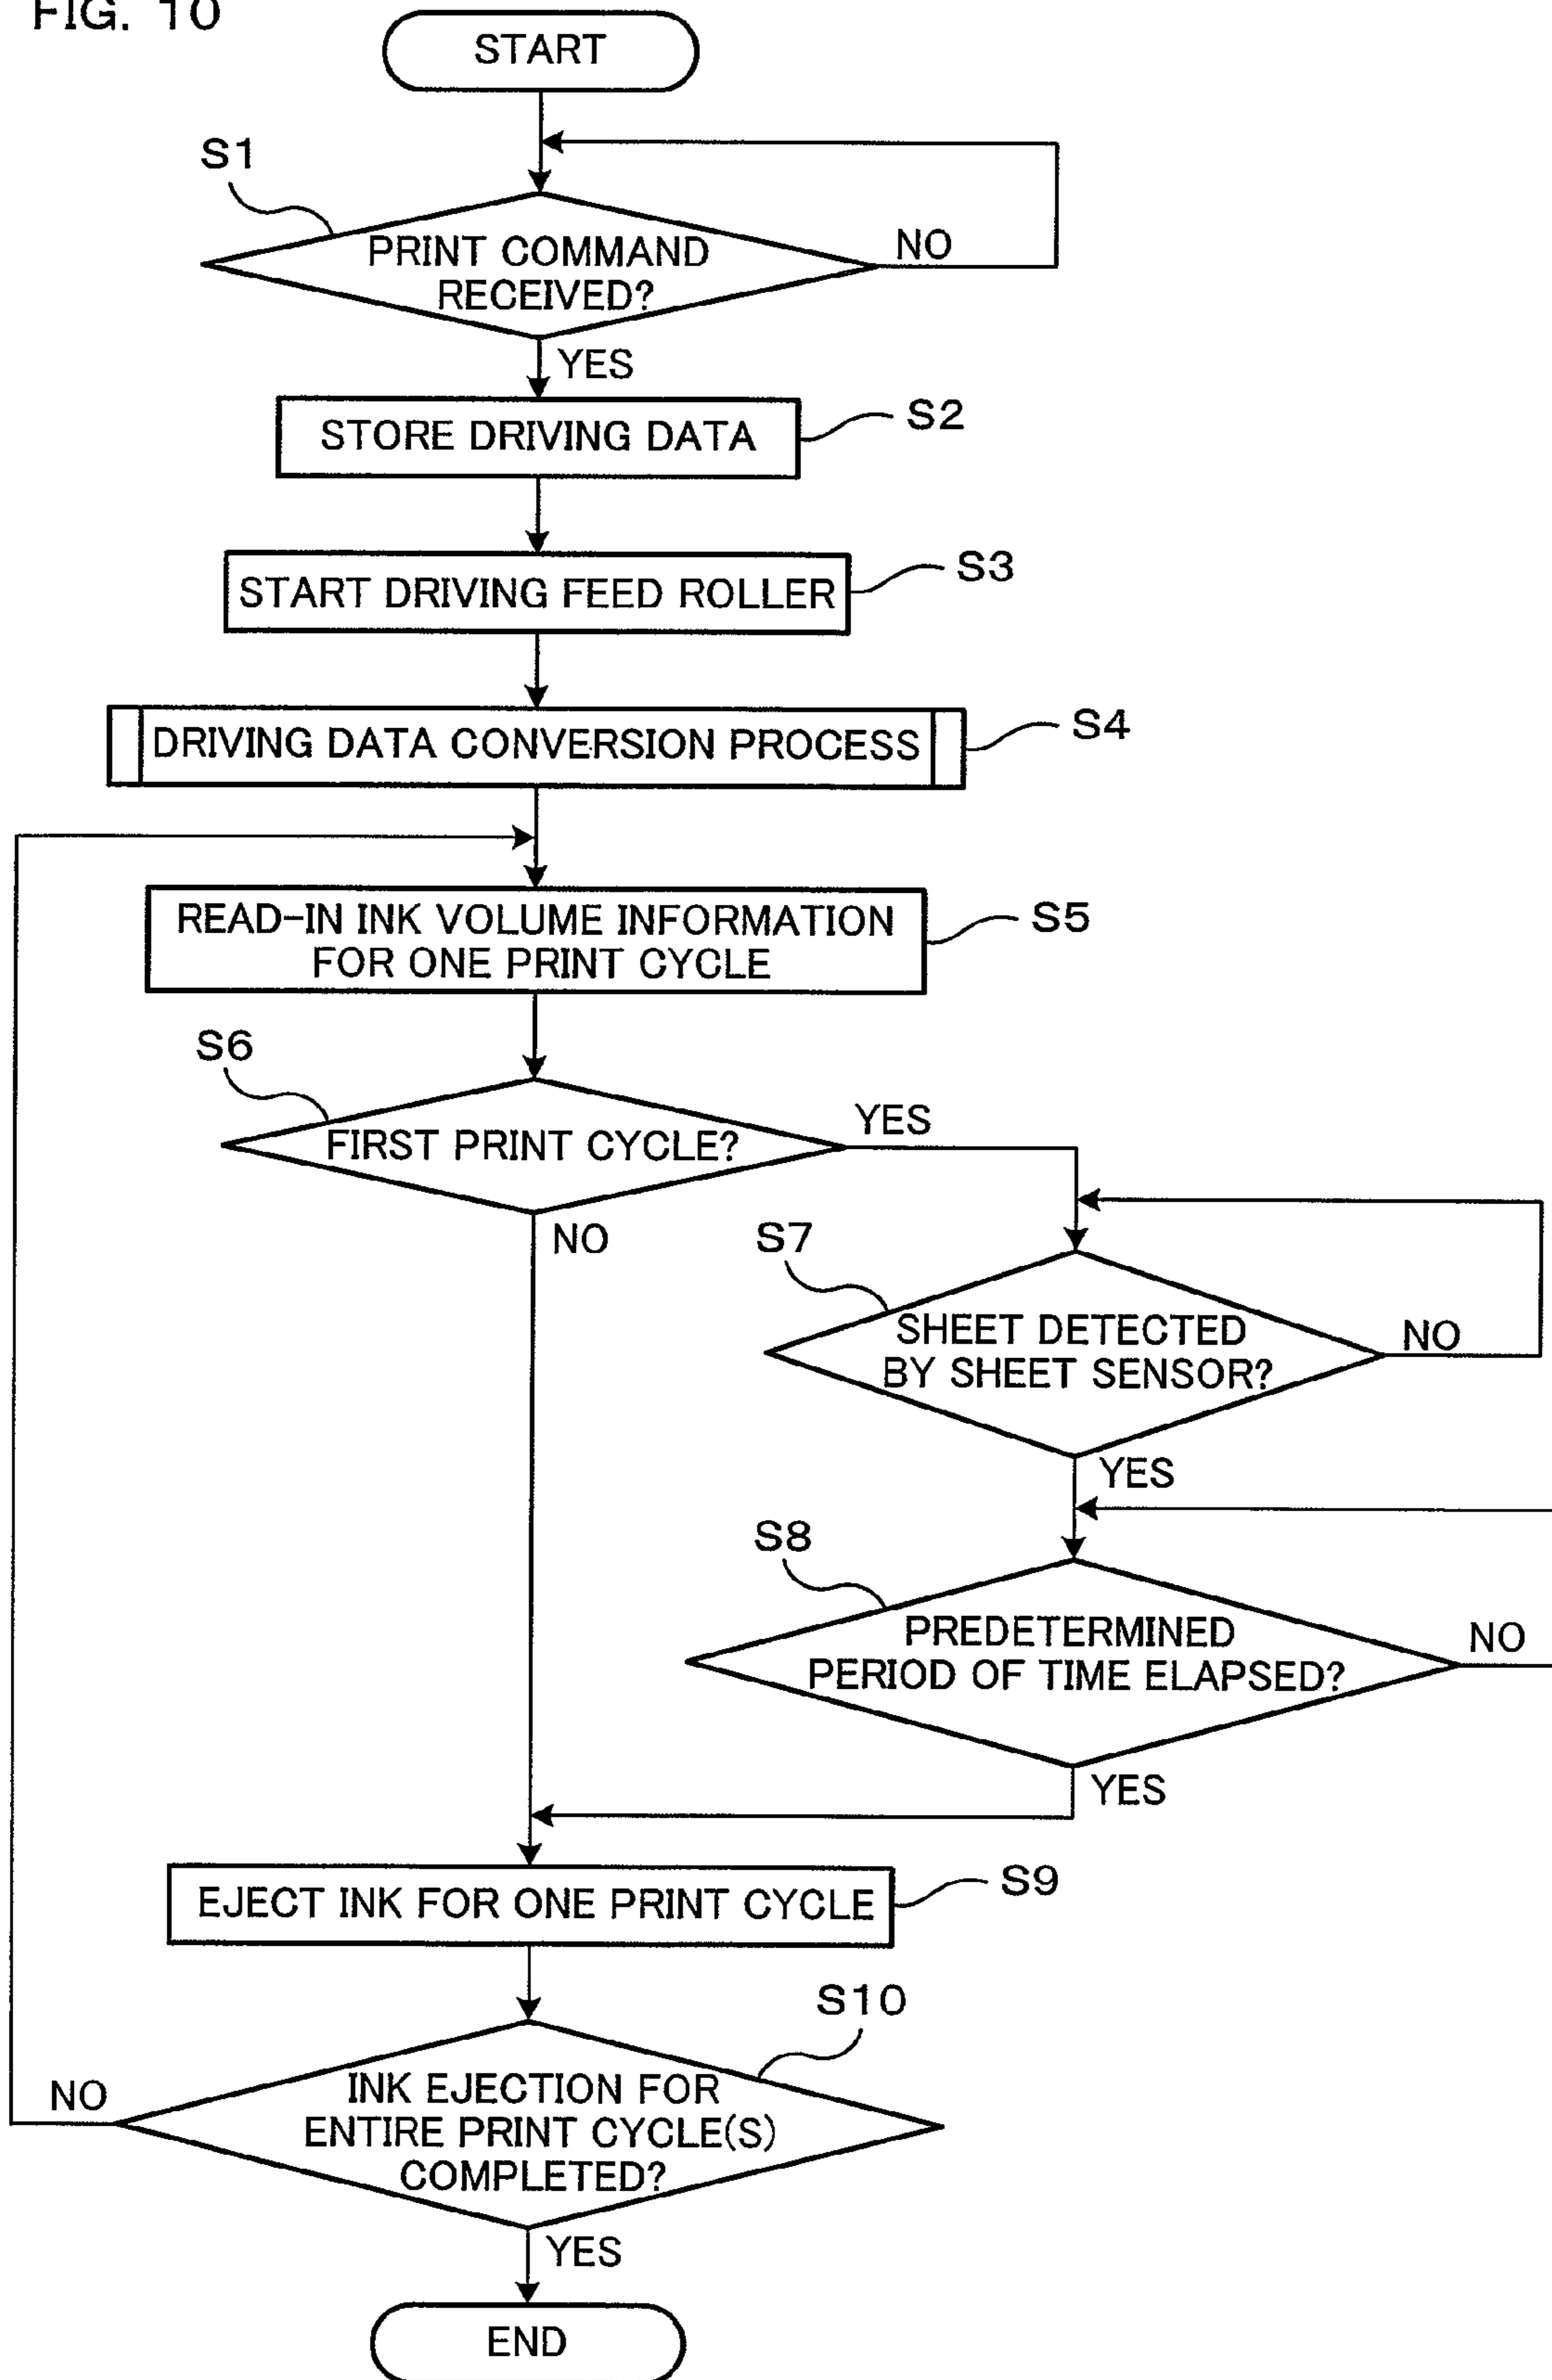 FIG. 10
START
S1
PRINT COMMAND
RECEIVED?
NO
YES
STORE DRIVING DATA
S2
START DRIVING FEED ROLLER
S3
DRIVING DATA CONVERSION PROCESS
S4
READ-IN INK VOLUME INFORMATION
FOR ONE PRINT CYCLE
S5
S6
FIRST PRINT CYCLE?
YES
NO
S7
SHEET DETECTED
BY SHEET SENSOR?
NO
YES
S8
PREDETERMINED
PERIOD OF TIME ELAPSED?
NO
YES
EJECT INK FOR ONE PRINT CYCLE
S9
S10
INK EJECTION FOR
ENTIRE PRINT CYCLE(S)
COMPLETED?
NO
YES
END